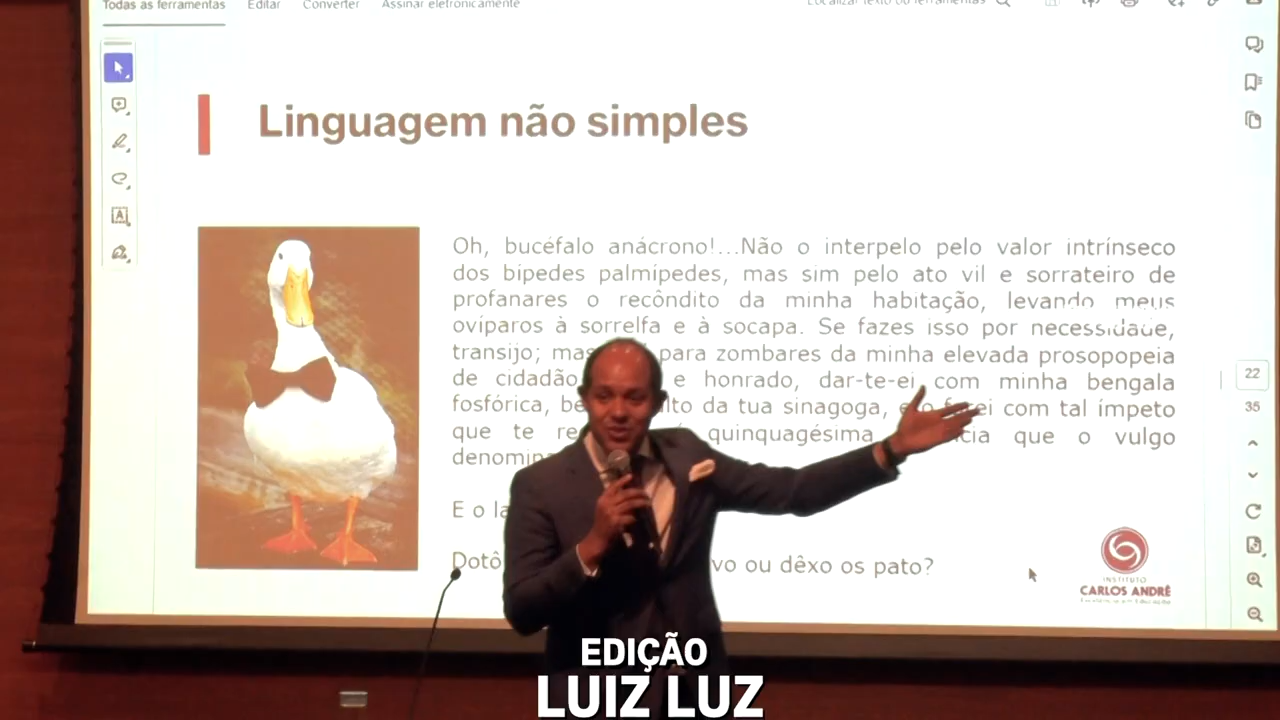 Todas as ferramentas Editar Converter Assinar eletronicamente
Localizar texto ou ferramentas
Linguagem não simples
Oh, bucéfalo anácrono!...Não o interpelo pelo valor intrínseco
dos bípedes palmípedes, mas sim pelo ato vil e sorrateiro de
profanares o recôndito da minha habitação, levando meus
ovíparos à sorrelfa e à socapa. Se fazes isso por necessidade,
transijo; mas para zombares da minha elevada prosopopeia
de cidadão e honrado, dar-te-ei com minha bengala
fosfórica, da tua sinagoga, e o com tal ímpeto
que te quinquagésima que o vulgo
E o
Dotô ou dêxo os pato?
22
35
INSTITUTO
CARLOS ANDRÉ
EDIÇÃO
LUIZ LUZ